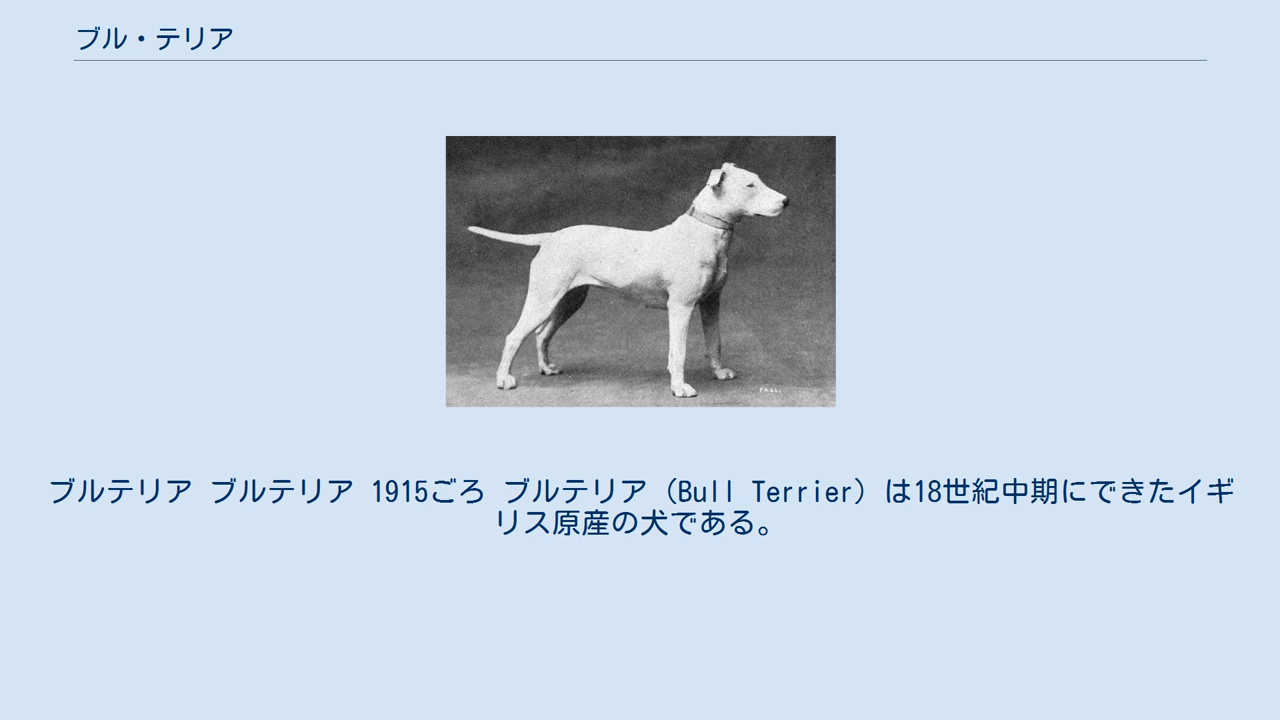 ブル・テリア
ブルテリア ブルテリア 1915ごろ ブルテリア（Bull Terrier）は18世紀中期にできたイギ
リス原産の犬である。